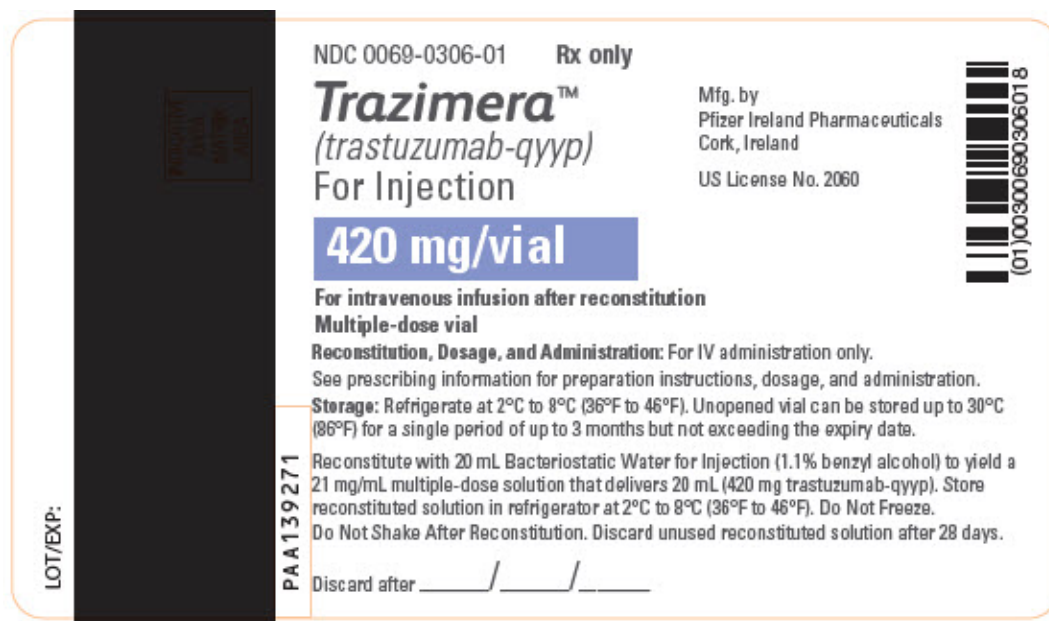 NDC 0069-0306-01 Rx only
Trazimera™
(trastuzumab-qyyp)
For Injection
420 mg/vial
For intravenous infusion after reconstitution
Multiple-dose vial
Reconstitution, Dosage, and Administration: For IV administration only.
See prescribing information for preparation instructions, dosage, and administration.
Storage: Refrigerate at 2°C to 8°C (36°F to 46°F). Unopened vial can be stored up to 30°C
(86°F) for a single period of up to 3 months but not exceeding the expiry date.
Reconstitute with 20 mL Bacteriostatic Water for Injection (1.1% benzyl alcohol) to yield a
21 mg/mL multiple-dose solution that delivers 20 mL (420 mg trastuzumab-qyyp). Store
reconstituted solution in refrigerator at 2°C to 8°C (36°F to 46°F). Do Not Freeze.
Do Not Shake After Reconstitution. Discard unused reconstituted solution after 28 days.
Discard after ______/______/______
Mfg. by
Pfizer Ireland Pharmaceuticals
Cork, Ireland
US License No. 2060
(01)00300690306018
PAA139271
LOT/EXP: